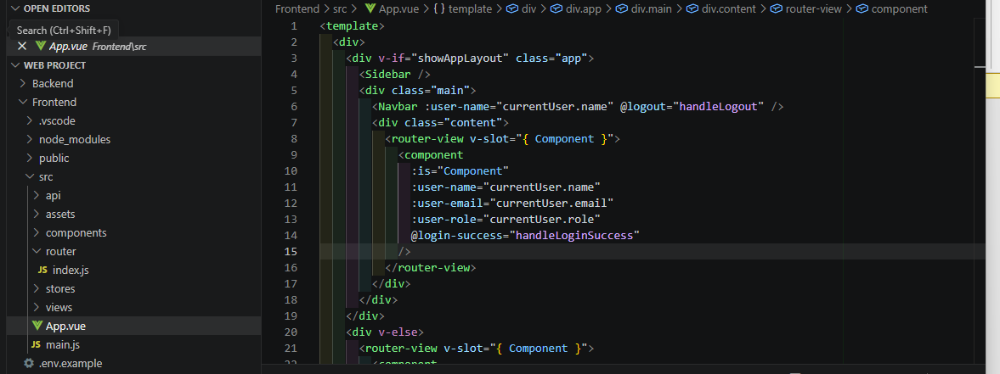 OPEN EDITORS
Search (Ctrl+Shift+F)
App.vue Frontend\src
WEB PROJECT
Backend
Frontend
.vscode
node_modules
public
src
api
assets
components
router
JS index.js
stores
views
App.vue
JS main.js
.env.example
Frontend > src > App.vue > {} template > div > div.app > div.main > div.content > router-view > component
1 <template>
2 <div>
3 <div v-if="showAppLayout" class="app">
4 <Sidebar />
5 <div class="main">
6 <Navbar :user-name="currentUser.name" @logout="handleLogout" />
7 <div class="content">
8 <router-view v-slot="{ Component }">
9 <component
10 :is="Component"
11 :user-name="currentUser.name"
12 :user-email="currentUser.email"
13 :user-role="currentUser.role"
14 @login-success="handleLoginSuccess"
15 />
16 </router-view>
17 </div>
18 </div>
19 </div>
20 <div v-else>
21 <router-view v-slot="{ Component }">
22 <component